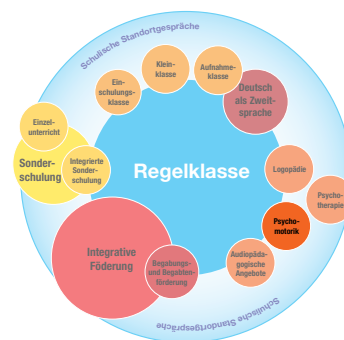 Schulische Standortgespräche
Klein-
klasse
Aufnahme-
klasse
Ein-
schulungs-
klasse
Deutsch
als Zweit-
sprache
Einzel-
unterricht
Sonder-
schulung
Integrierte
Sonder-
schulung
Regelklasse
Logopädie
Psycho-
therapie
Psycho-
motorik
Integrative
Föderung
Begabungs-
und Begabten-
förderung
Audiopäda-
gogische
Angebote
Schulische Standortgespräche